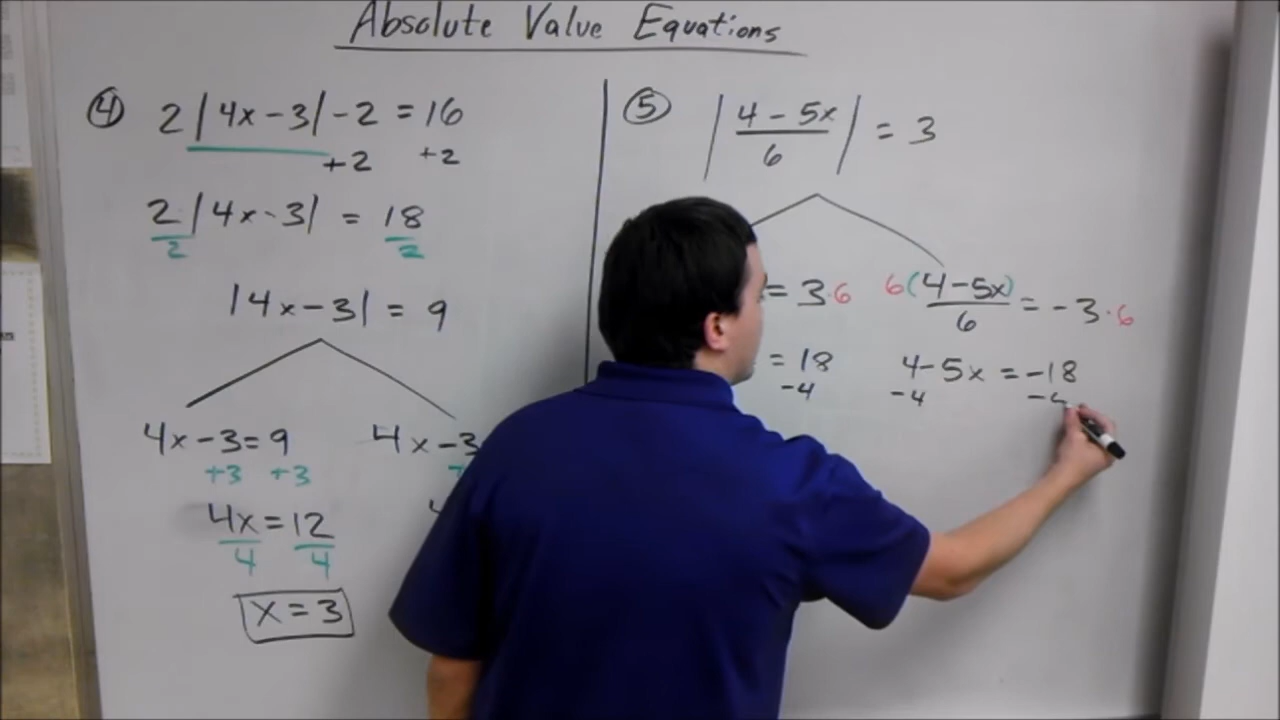 Absolute Value Equations
④ 2|4x-3|-2 = 16
+2 +2
2|4x-3| = 18
2 2
|4x-3| = 9
4x-3=9 4x-3
+3 +3
4x=12
4 4
x=3
⑤ |4-5x| = 3
6
= 3·6 6(4-5x) = -3·6
6
= 18 4-5x=-18
-4 -4 -4